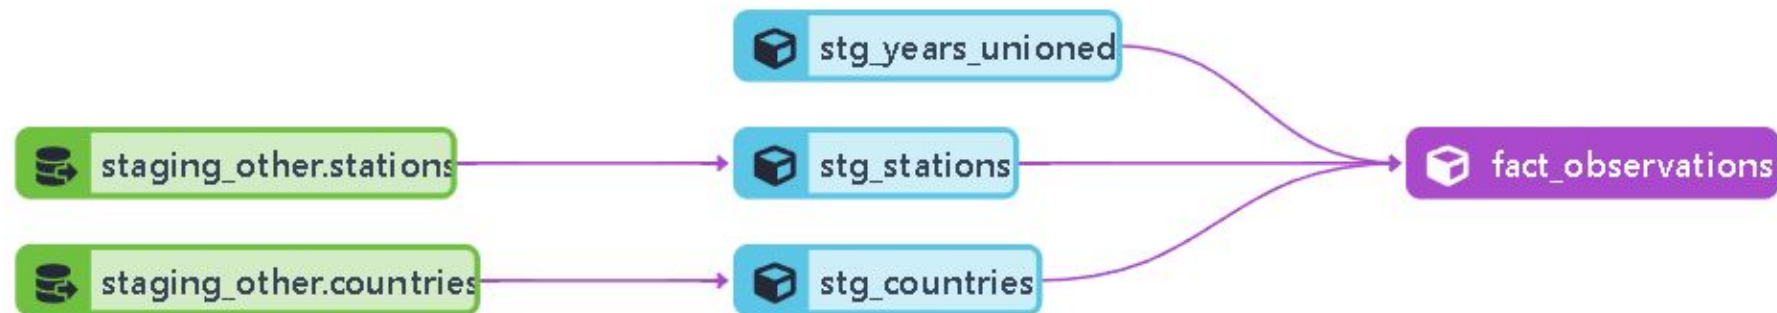 stg_years_unioned
staging_other.stations
stg_stations
fact_observations
staging_other.countries
stg_countries